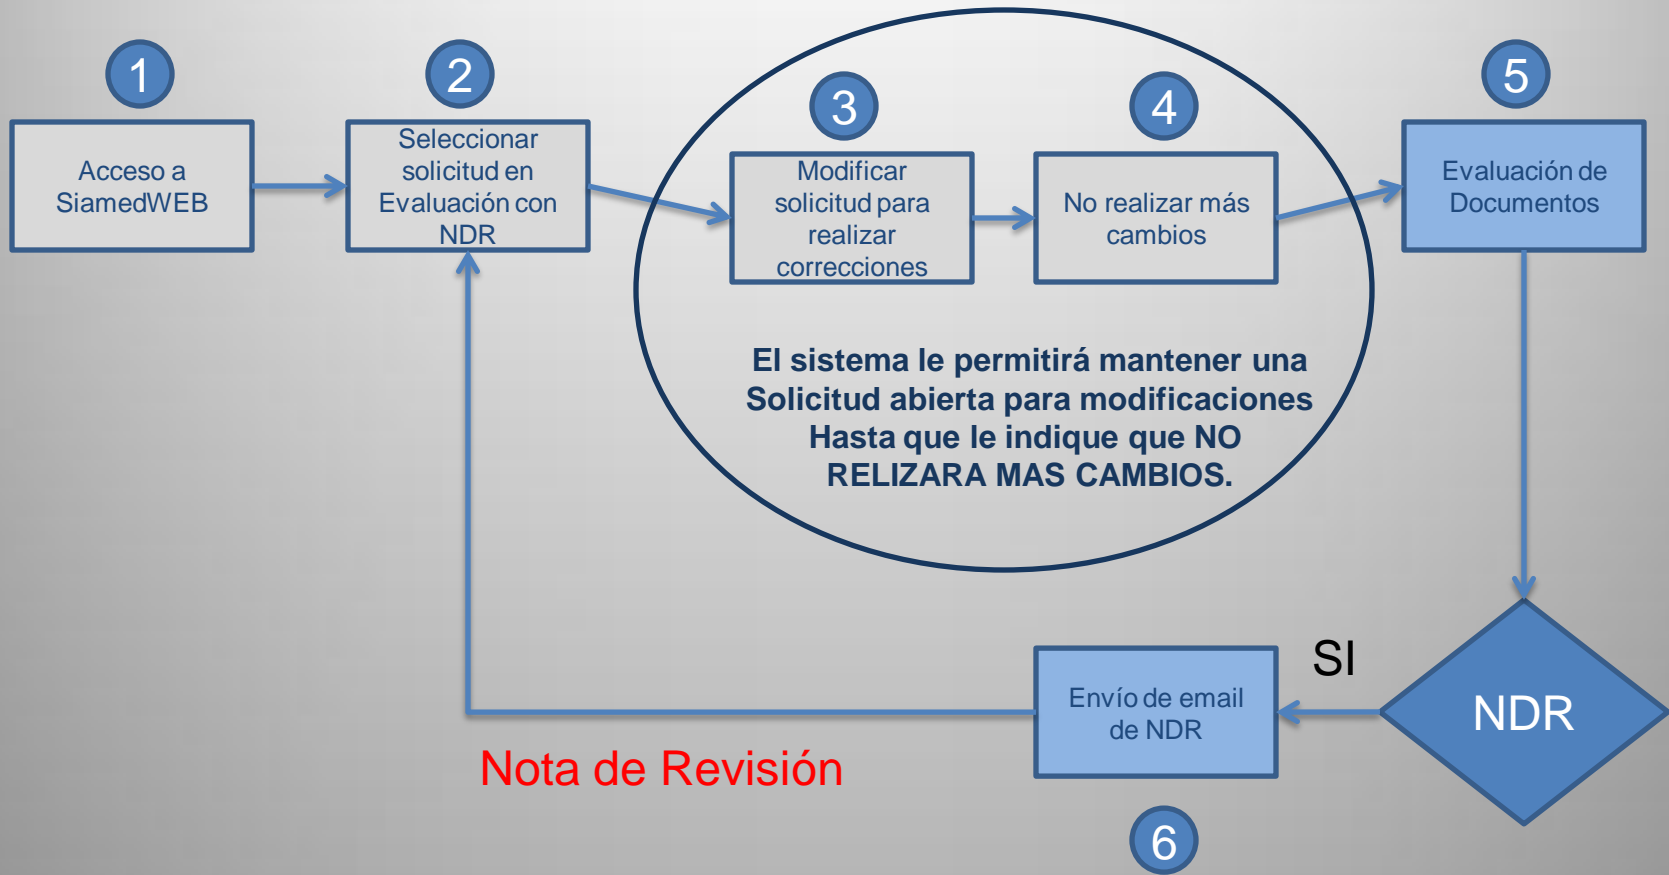 1
Acceso a
SiamedWEB
2
Seleccionar
solicitud en
Evaluación con
NDR
3
Modificar
solicitud para
realizar
correcciones
4
No realizar más
cambios
5
Evaluación de
Documentos
El sistema le permitirá mantener una
Solicitud abierta para modificaciones
Hasta que le indique que NO
RELIZARA MAS CAMBIOS.
NDR
SI
Envío de email
de NDR
6
Nota de Revisión